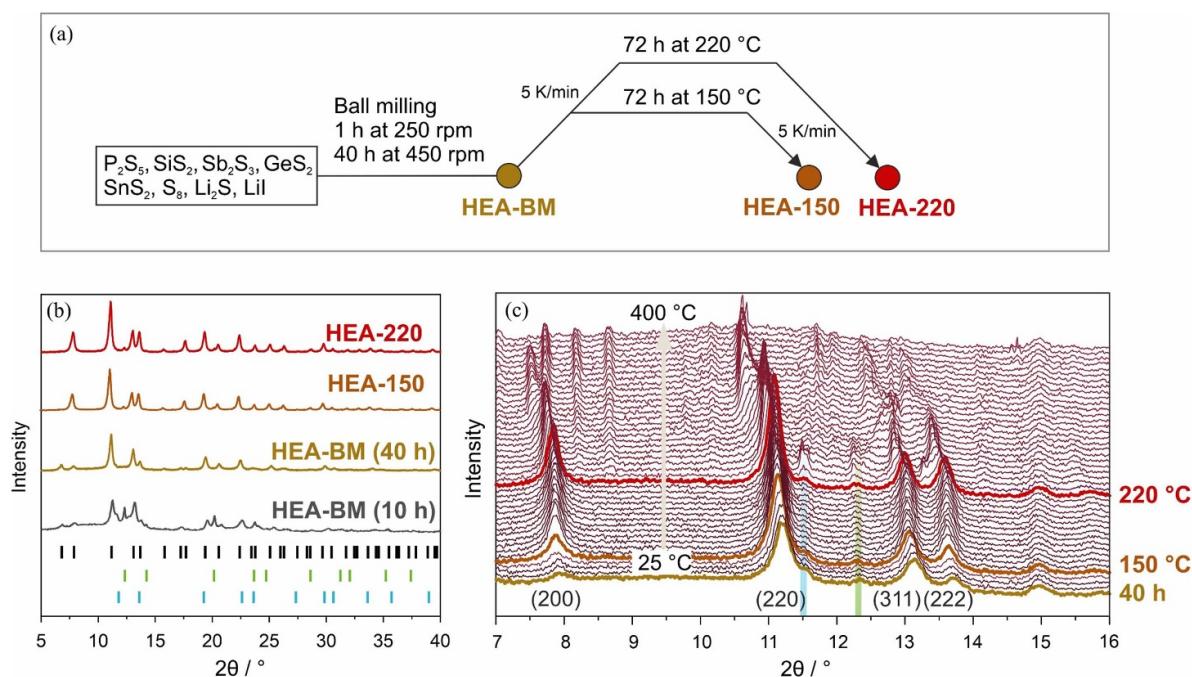 (a)
72 h at 220 °C
5 K/min
72 h at 150 °C
Ball milling
1 h at 250 rpm
40 h at 450 rpm
5 K/min
P2S5, SiS2, Sb2S3, GeS2
SnS2, S8, Li2S, LiI
HEA-BM
HEA-150
HEA-220
(b)
HEA-220
HEA-150
HEA-BM (40 h)
HEA-BM (10 h)
Intensity
5 10 15 20 25 30 35 40
2θ / °
(c)
400 °C
25 °C
220 °C
150 °C
40 h
(200) (220) (311) (222)
Intensity
7 8 9 10 11 12 13 14 15 16
2θ / °